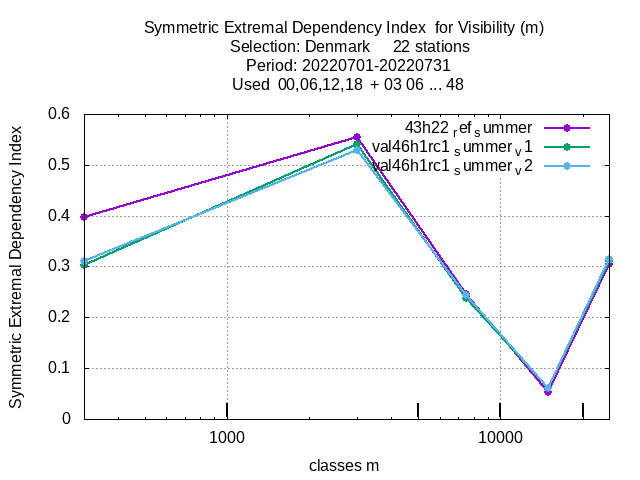 Symmetric Extremal Dependency Index  for Visibility (m)
Selection: Denmark     22 stations
Period: 20220701-20220731
Used  00,06,12,18  + 03 06 ... 48
Symmetric Extremal Dependency Index
0.6
0.5
0.4
0.3
0.2
0.1
0
43h22 ref summer
val46h1rc1 summer v1
val46h1rc1 summer v2
1000
10000
classes m